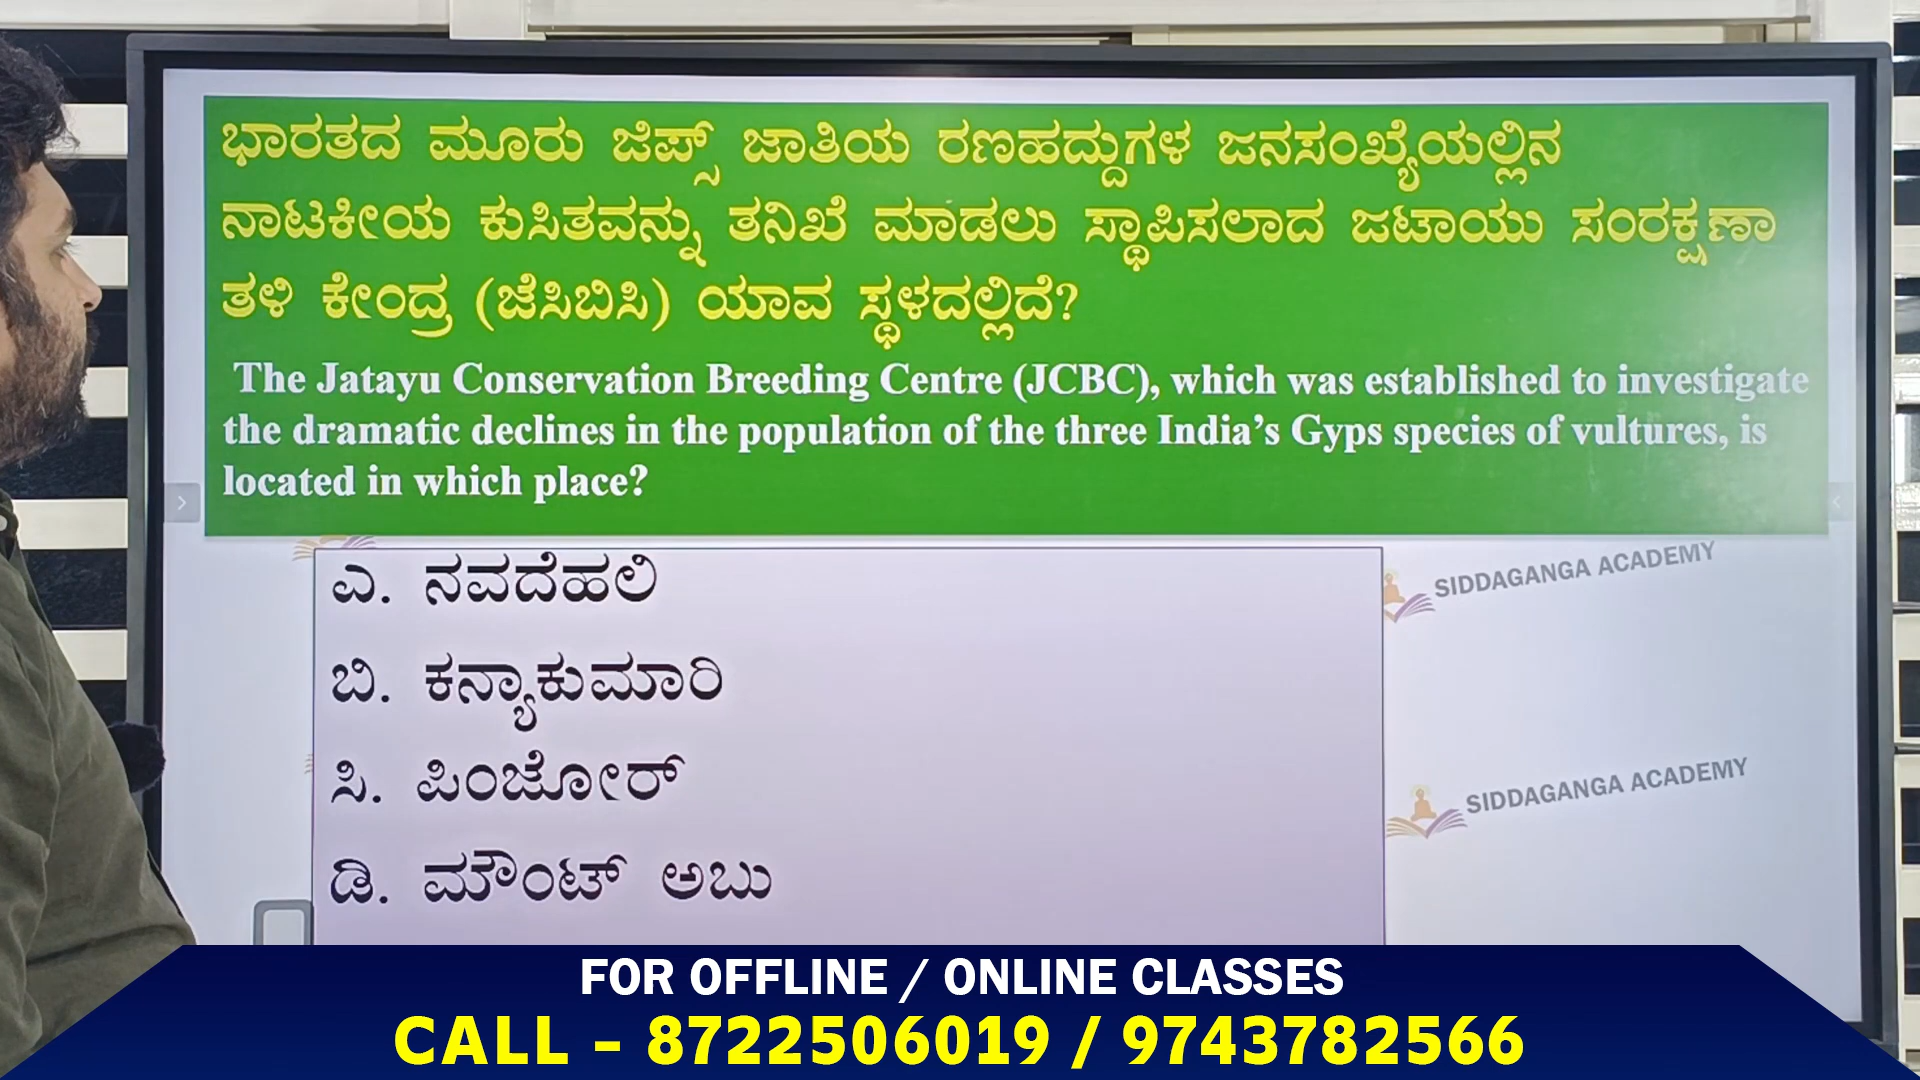 ಭಾರತದ ಮೂರು ಜಿಪ್ಸ್ ಜಾತಿಯ ರಣಹದ್ದುಗಳ ಜನಸಂಖ್ಯೆಯಲ್ಲಿನ
ನಾಟಕೀಯ ಕುಸಿತವನ್ನು ತನಿಖೆ ಮಾಡಲು ಸ್ಥಾಪಿಸಲಾದ ಜಟಾಯು ಸಂರಕ್ಷಣಾ
ತಳಿ ಕೇಂದ್ರ (ಜೆಸಿಬಿಸಿ) ಯಾವ ಸ್ಥಳದಲ್ಲಿದೆ?
The Jatayu Conservation Breeding Centre (JCBC), which was established to investigate
the dramatic declines in the population of the three India’s Gyps species of vultures, is
located in which place?
ಎ. ನವದೆಹಲಿ
ಬಿ. ಕನ್ಯಾಕುಮಾರಿ
ಸಿ. ಪಿಂಜೋರ್
ಡಿ. ಮೌಂಟ್ ಅಬು
SIDDAGANGA ACADEMY
SIDDAGANGA ACADEMY
FOR OFFLINE / ONLINE CLASSES
CALL – 8722506019 / 9743782566